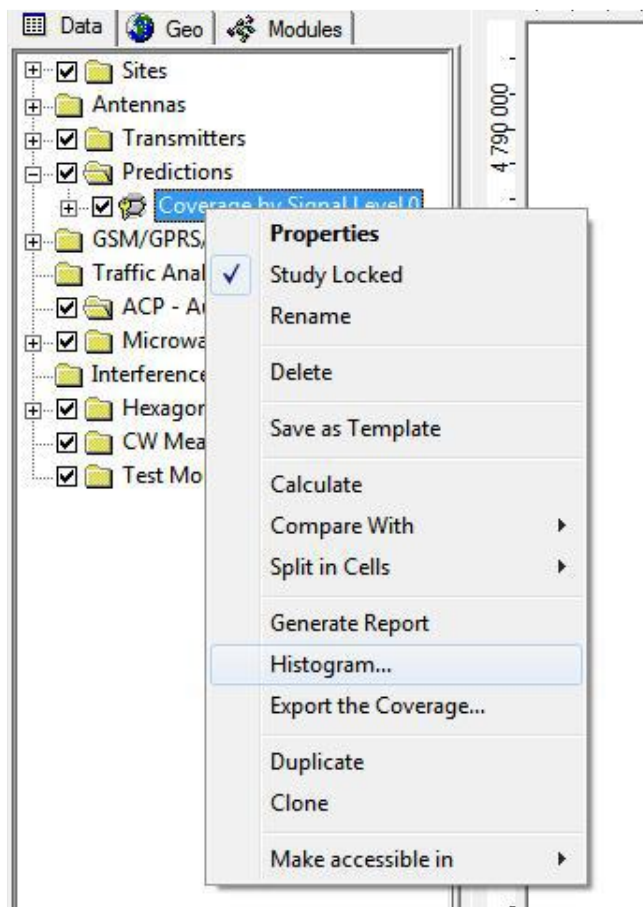 Data Geo Modules
Sites
Antennas
Transmitters
Predictions
Coverage by Signal Level 0
GSM/GPRS/
Traffic Anal
ACP - Au
Microwa
Interference
Hexagon
CW Mea
Test Mo
Properties
Study Locked
Rename
Delete
Save as Template
Calculate
Compare With
Split in Cells
Generate Report
Histogram...
Export the Coverage...
Duplicate
Clone
Make accessible in
4 790 000